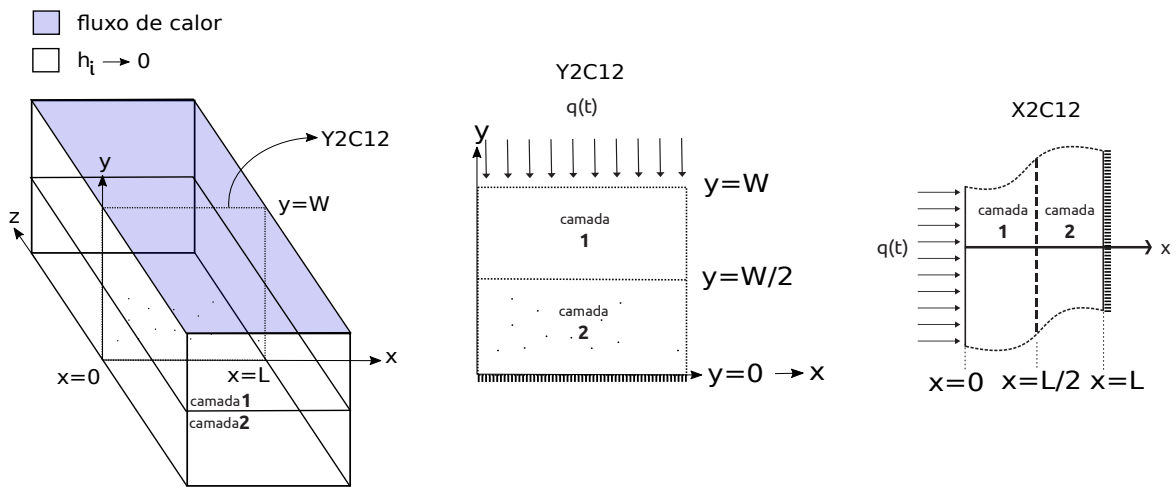 fluxo de calor
hi → 0
Y2C12
y
y=W
z
x
x=0
x=L
camada1
camada2
Y2C12
q(t)
y
y=W
camada
1
y=W/2
camada
2
y=0 → x
X2C12
camada
1
camada
2
q(t)
x
x=0
x=L/2
x=L